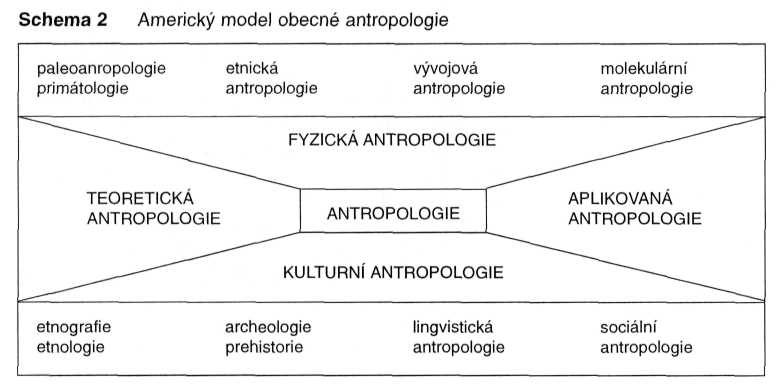 Schema 2 Americký model obecné antropologie
paleoanropologie etnická vývojová molekulární
primátologie antropologie antropologie antropologie
FYZICKÁ ANTROPOLOGIE
TEORETICKÁ APLIKOVANÁ
ANTROPOLOGIE ANTROPOLOGIE ANTROPOLOGIE
KULTURNÍ ANTROPOLOGIE
etnografie archeologie lingvistická sociální
etnologie prehistorie antropologie antropologie